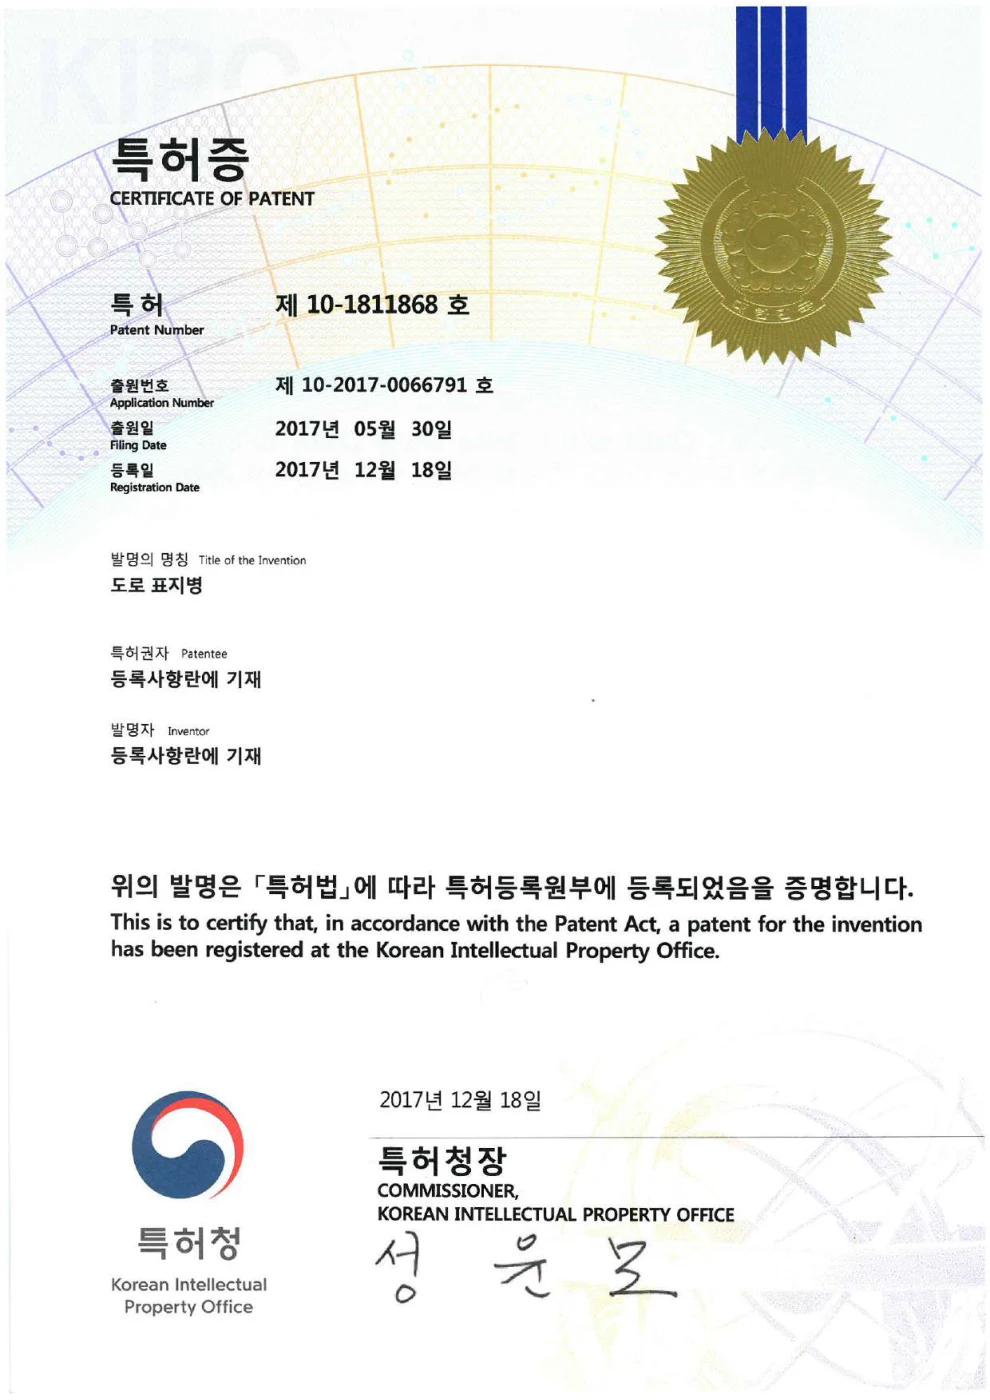 KIPO
특허증
CERTIFICATE OF PATENT
특 허 제 10-1811868 호
Patent Number
출원번호 제 10-2017-0066791 호
Application Number
출원일 2017년 05월 30일
Filing Date
등록일 2017년 12월 18일
Registration Date
발명의 명칭 Title of the Invention
도로 표지병
특허권자 Patentee
등록사항란에 기재
발명자 Inventor
등록사항란에 기재
위의 발명은 「특허법」에 따라 특허등록원부에 등록되었음을 증명합니다.
This is to certify that, in accordance with the Patent Act, a patent for the invention
has been registered at the Korean Intellectual Property Office.
2017년 12월 18일
특허청장
COMMISSIONER,
KOREAN INTELLECTUAL PROPERTY OFFICE
성 윤 모
특허청
Korean Intellectual
Property Office